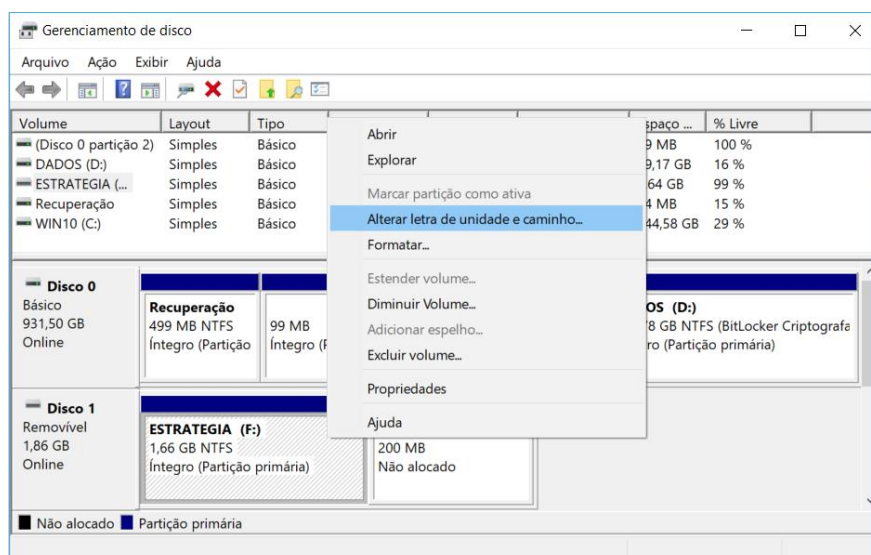 Gerenciamento de disco
Arquivo Ação Exibir Ajuda
Volume Layout Tipo spaço ... % Livre
(Disco 0 partição 2) Simples Básico 9 MB 100 %
DADOS (D:) Simples Básico 9,17 GB 16 %
ESTRATEGIA (... Simples Básico 64 GB 99 %
Recuperação Simples Básico 4 MB 15 %
WIN10 (C:) Simples Básico 44,58 GB 29 %
Abrir
Explorar
Marcar partição como ativa
Alterar letra de unidade e caminho...
Formatar...
Estender volume...
Diminuir Volume...
Adicionar espelho...
Excluir volume...
Propriedades
Ajuda
Disco 0
Básico
931,50 GB
Online
Recuperação
499 MB NTFS
Íntegro (Partição
99 MB
Íntegro (P
OS (D:)
8 GB NTFS (BitLocker Criptografa
ro (Partição primária)
Disco 1
Removível
1,86 GB
Online
ESTRATEGIA (F:)
1,66 GB NTFS
Íntegro (Partição primária)
200 MB
Não alocado
Não alocado Partição primária